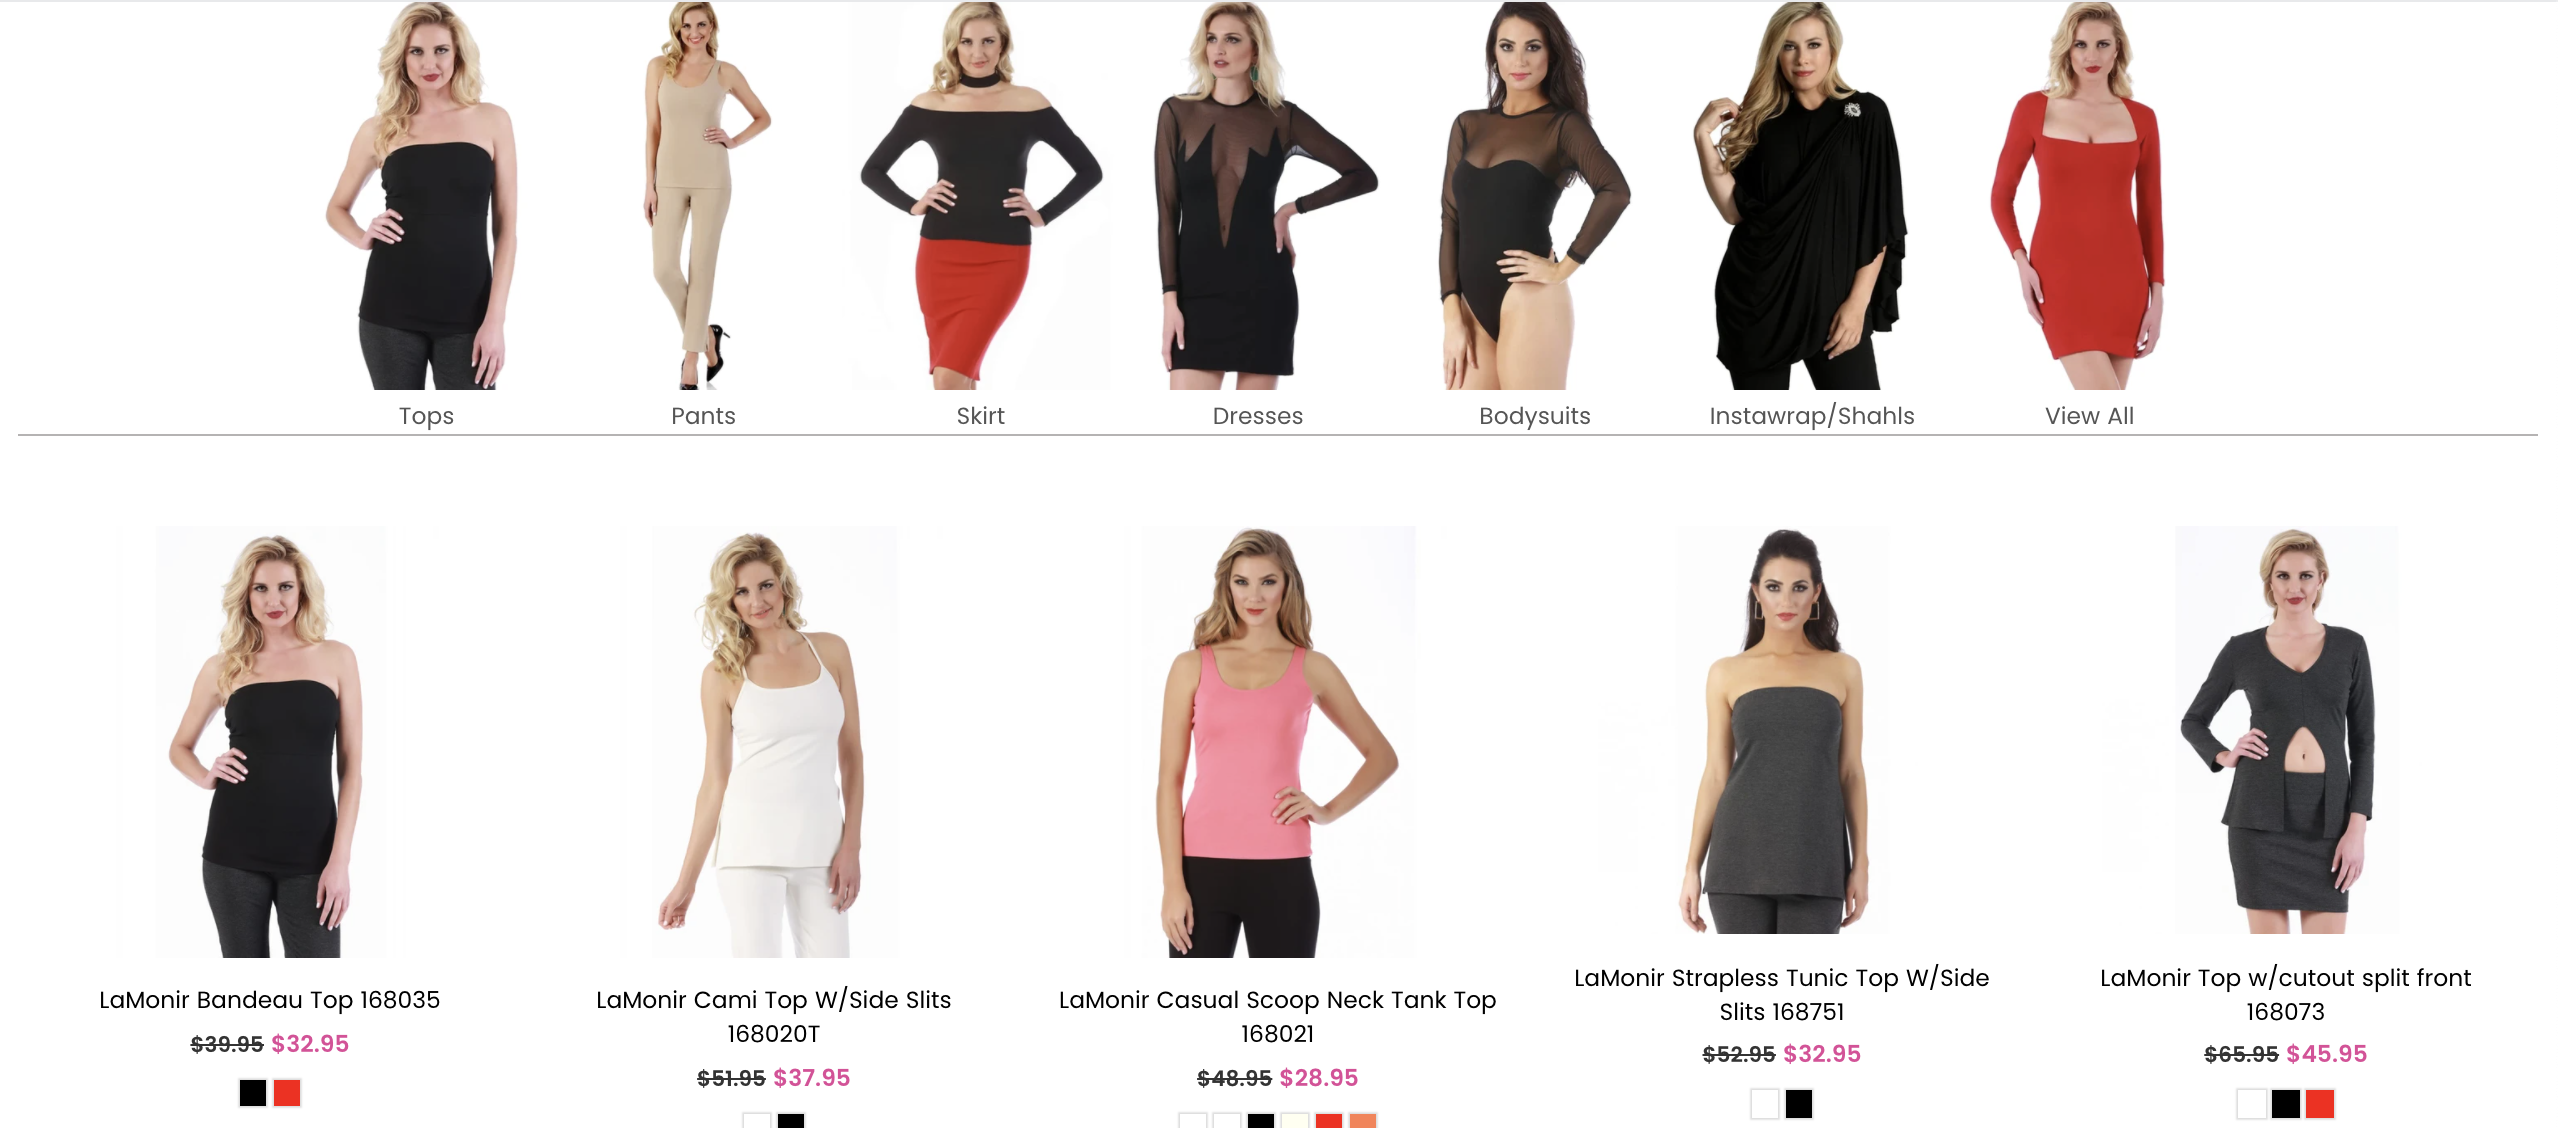 Tops
Pants
Skirt
Dresses
Bodysuits
Instawrap/Shahls
View All
LaMonir Bandeau Top 168035
$39.95 $32.95
LaMonir Cami Top W/Side Slits
168020T
$51.95 $37.95
LaMonir Casual Scoop Neck Tank Top
168021
$48.95 $28.95
LaMonir Strapless Tunic Top W/Side
Slits 168751
$52.95 $32.95
LaMonir Top w/cutout split front
168073
$65.95 $45.95